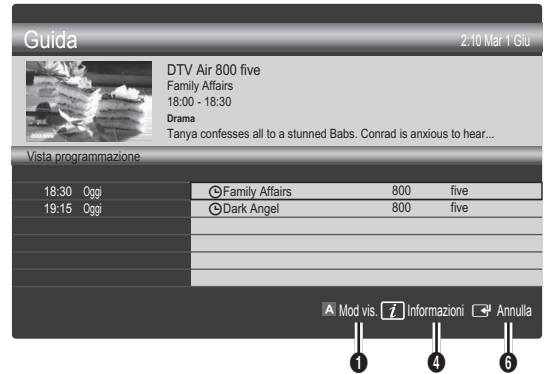 Guida 2:10 Mar 1 Giu
DTV Air 800 five
Family Affairs
18:00 - 18:30
Drama
Tanya confesses all to a stunned Babs. Conrad is anxious to hear...
Vista programmazione
18:30 Oggi Family Affairs 800 five
19:15 Oggi Dark Angel 800 five
A Mod vis. i Informazioni Annulla
1 4 6